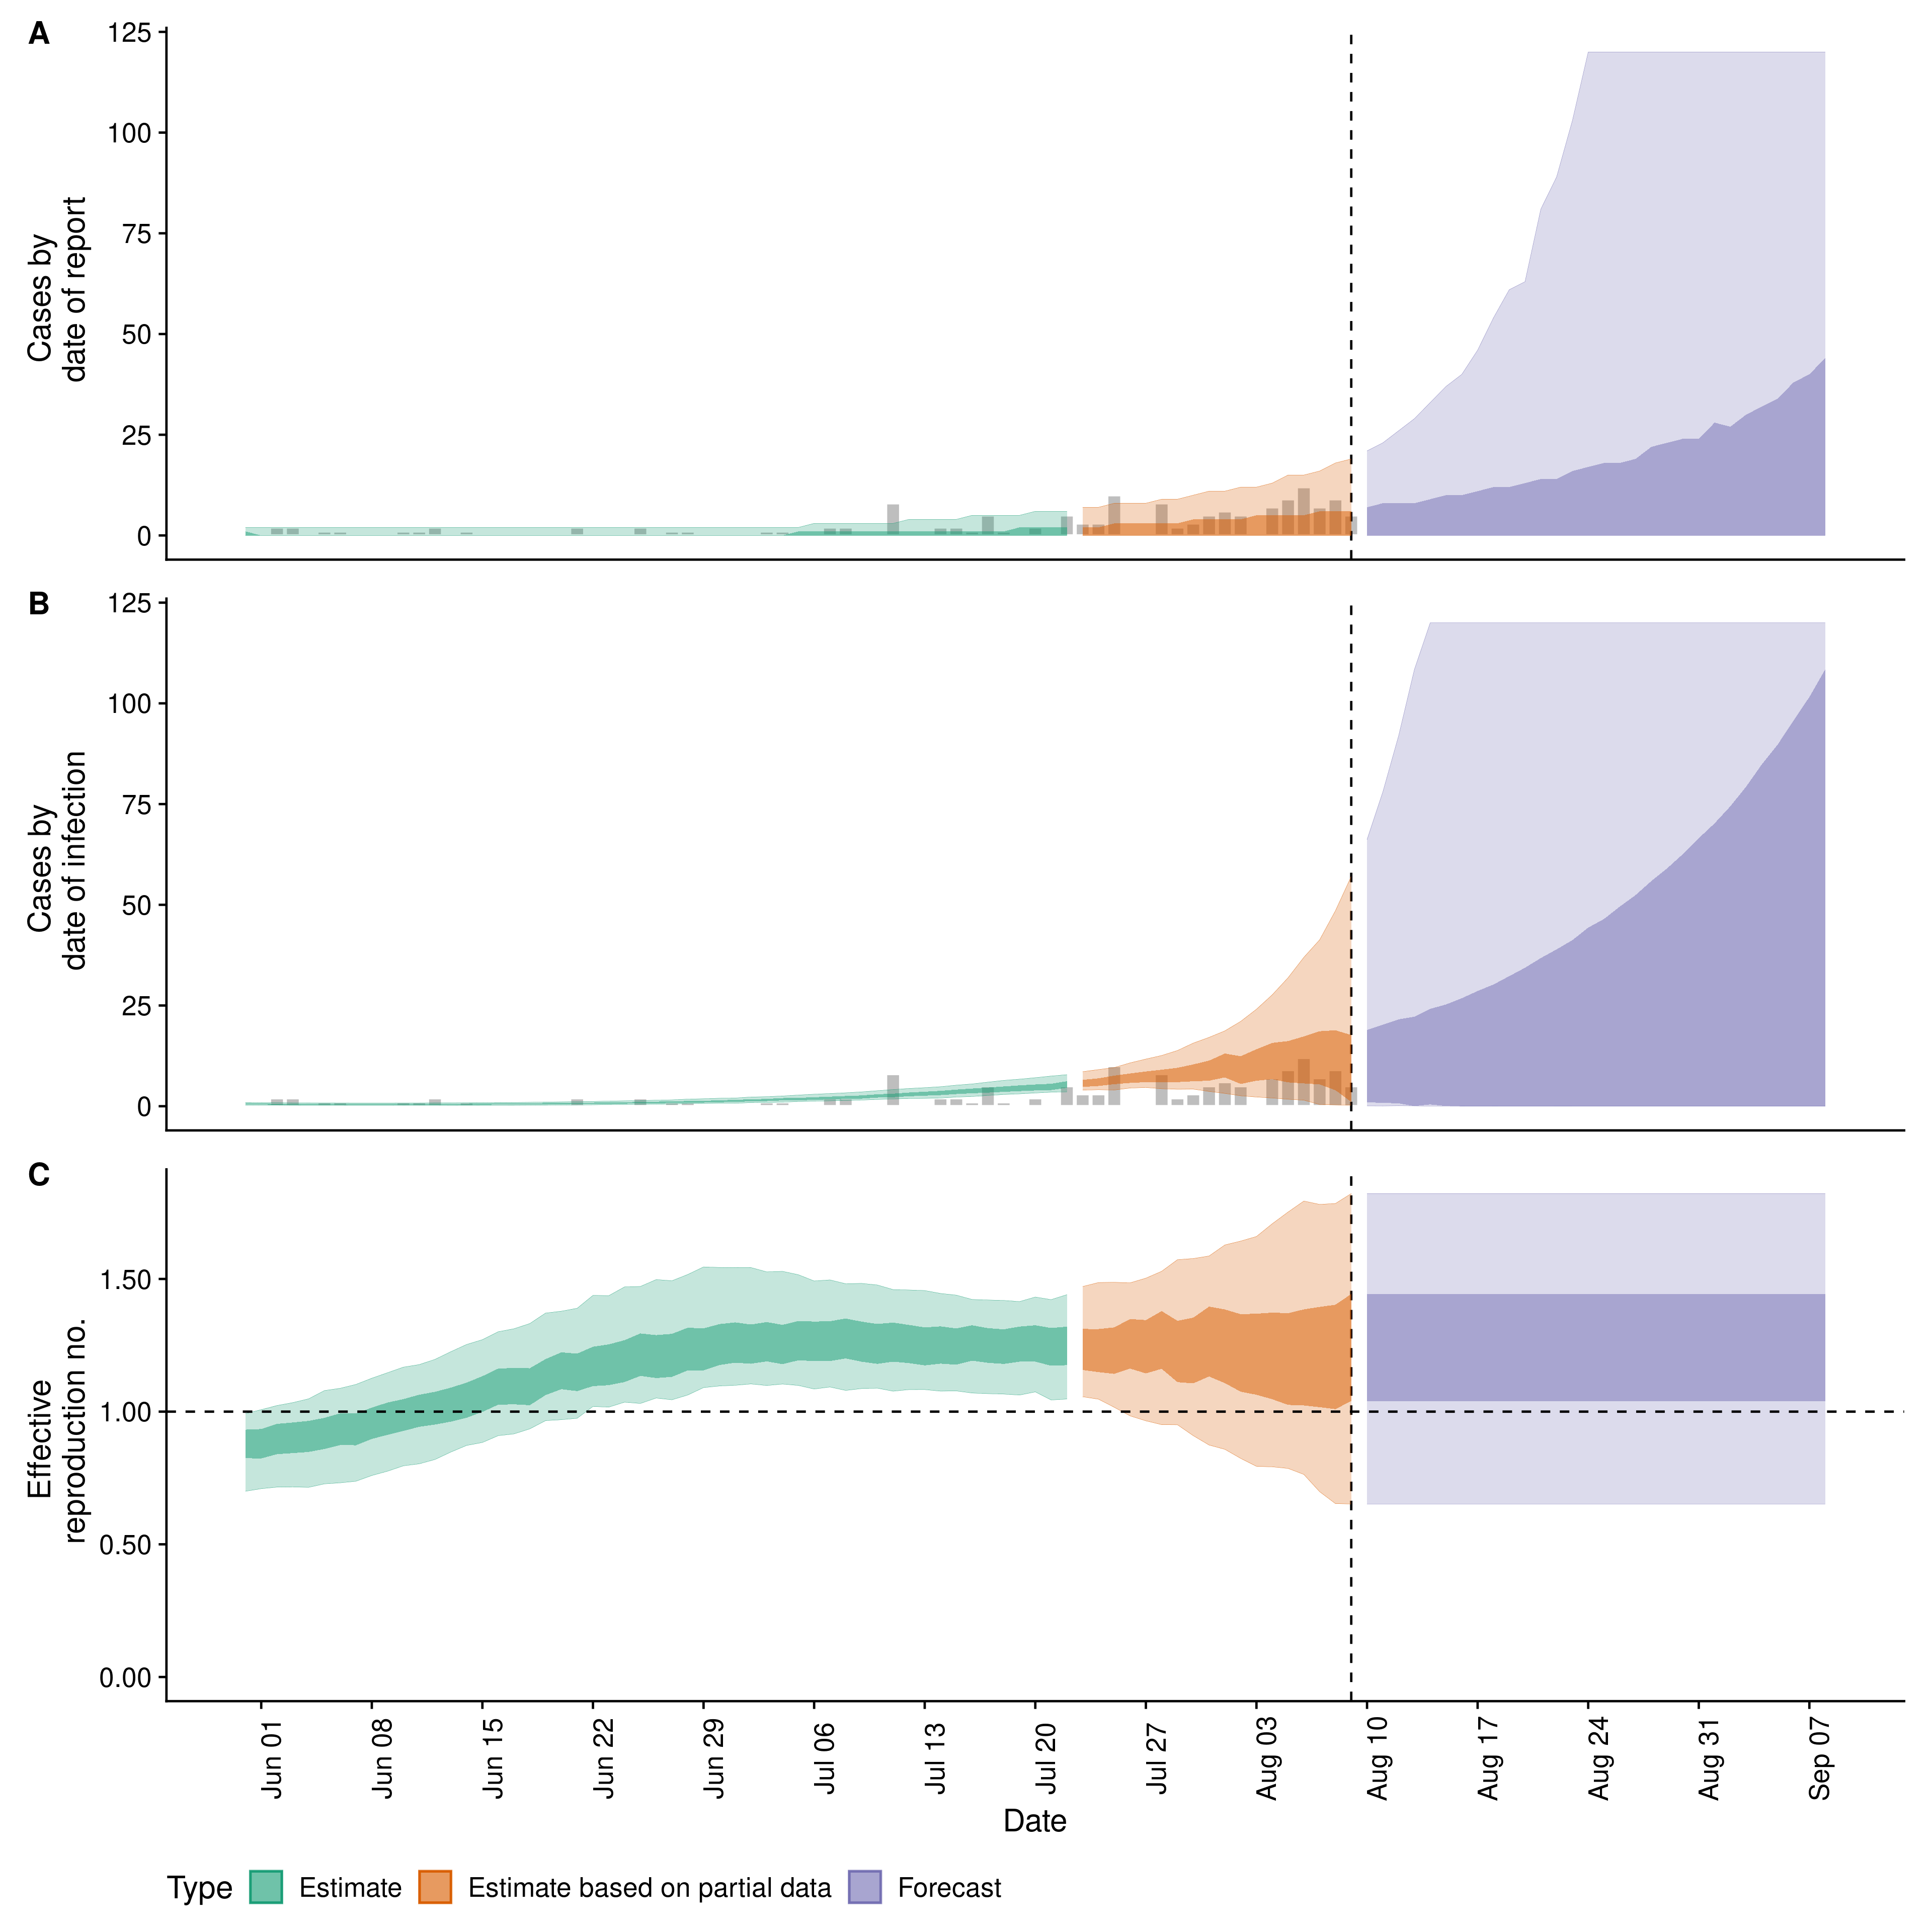 A
125
100
75
50
25
0
Cases by
date of report
B
125
100
75
50
25
0
Cases by
date of infection
C
1.50
1.00
0.50
0.00
Effective
reproduction no.
Jun 01
Jun 08
Jun 15
Jun 22
Jun 29
Jul 06
Jul 13
Jul 20
Jul 27
Aug 03
Aug 10
Aug 17
Aug 24
Aug 31
Sep 07
Date
Type Estimate Estimate based on partial data Forecast